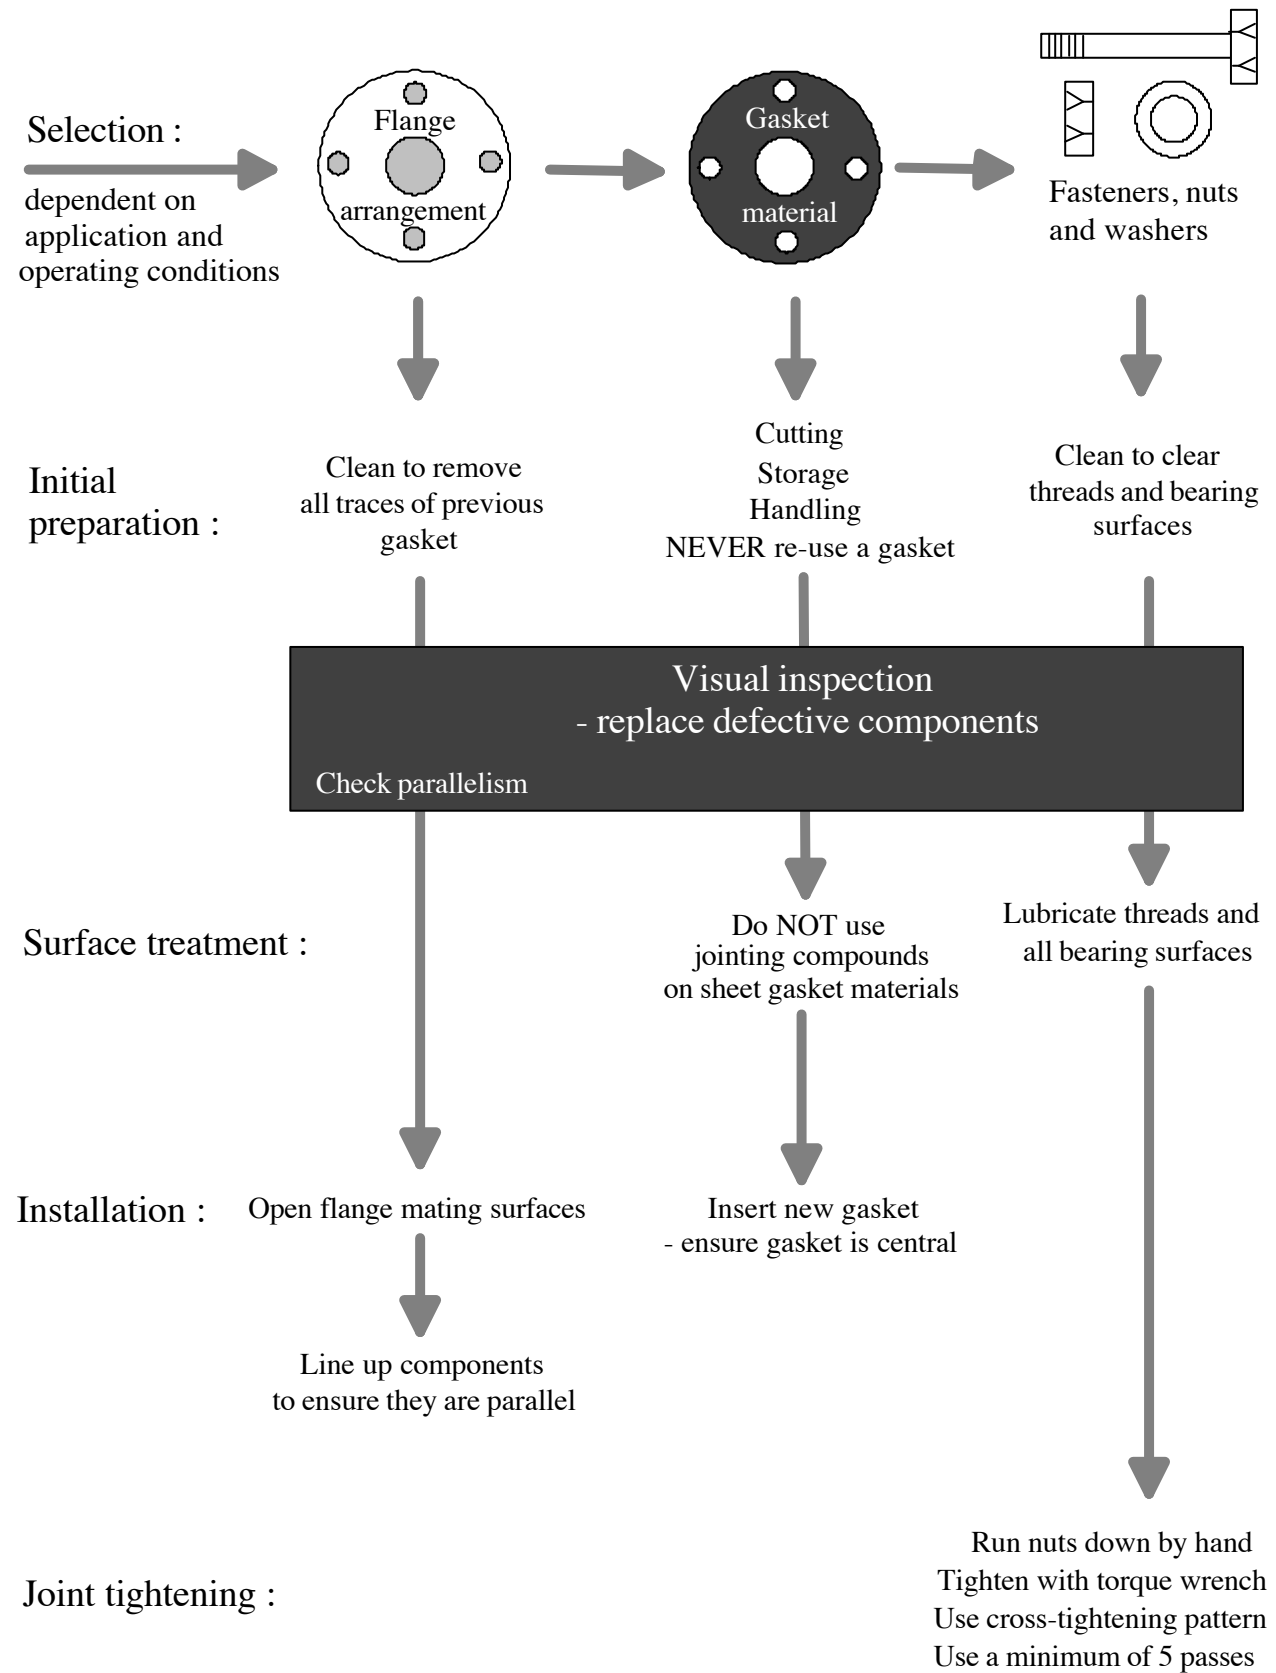 Selection :
dependent on
application and
operating conditions
Flange
arrangement
Gasket
material
Fasteners, nuts
and washers
Initial
preparation :
Clean to remove
all traces of previous
gasket
Cutting
Storage
Handling
NEVER re-use a gasket
Clean to clear
threads and bearing
surfaces
Visual inspection
- replace defective components
Check parallelism
Surface treatment :
Do NOT use
jointing compounds
on sheet gasket materials
Lubricate threads and
all bearing surfaces
Installation :
Open flange mating surfaces
Line up components
to ensure they are parallel
Insert new gasket
- ensure gasket is central
Joint tightening :
Run nuts down by hand
Tighten with torque wrench
Use cross-tightening pattern
Use a minimum of 5 passes